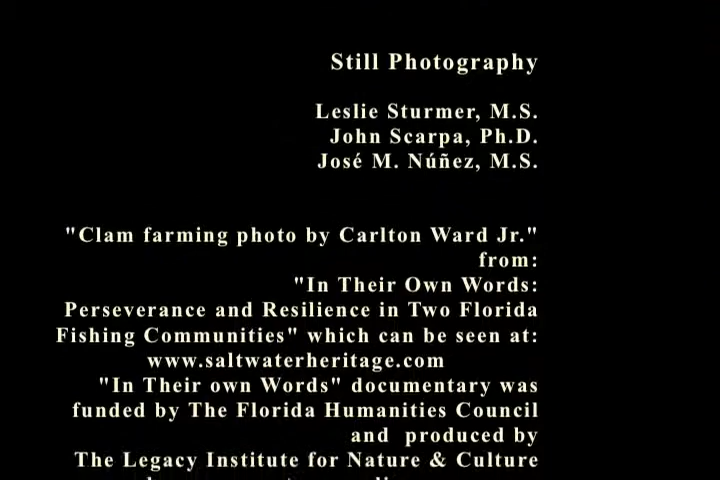 Still Photography
Leslie Sturmer, M.S.
John Scarpa, Ph.D.
José M. Núñez, M.S.
"Clam farming photo by Carlton Ward Jr."
from:
"In Their Own Words:
Perseverance and Resilience in Two Florida
Fishing Communities" which can be seen at:
www.saltwaterheritage.com
"In Their own Words" documentary was
funded by The Florida Humanities Council
and produced by
The Legacy Institute for Nature & Culture